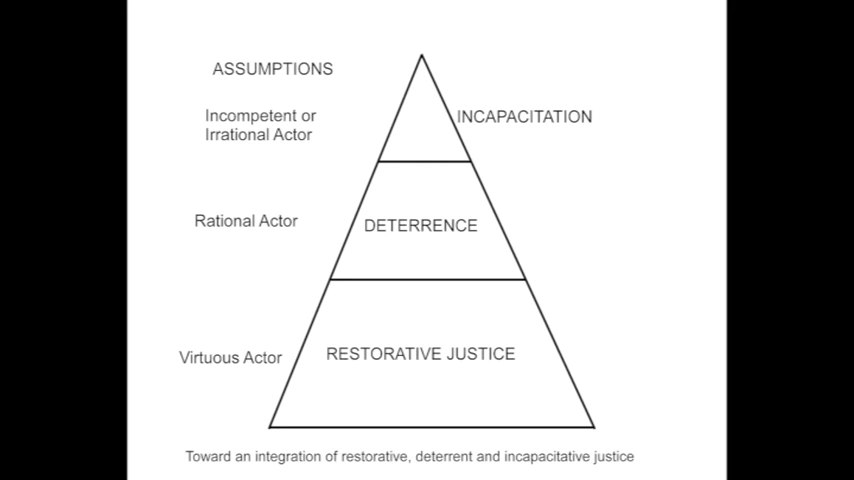 ASSUMPTIONS
Incompetent or
Irrational Actor
INCAPACITATION
Rational Actor
DETERRENCE
Virtuous Actor
RESTORATIVE JUSTICE
Toward an integration of restorative, deterrent and incapacitative justice